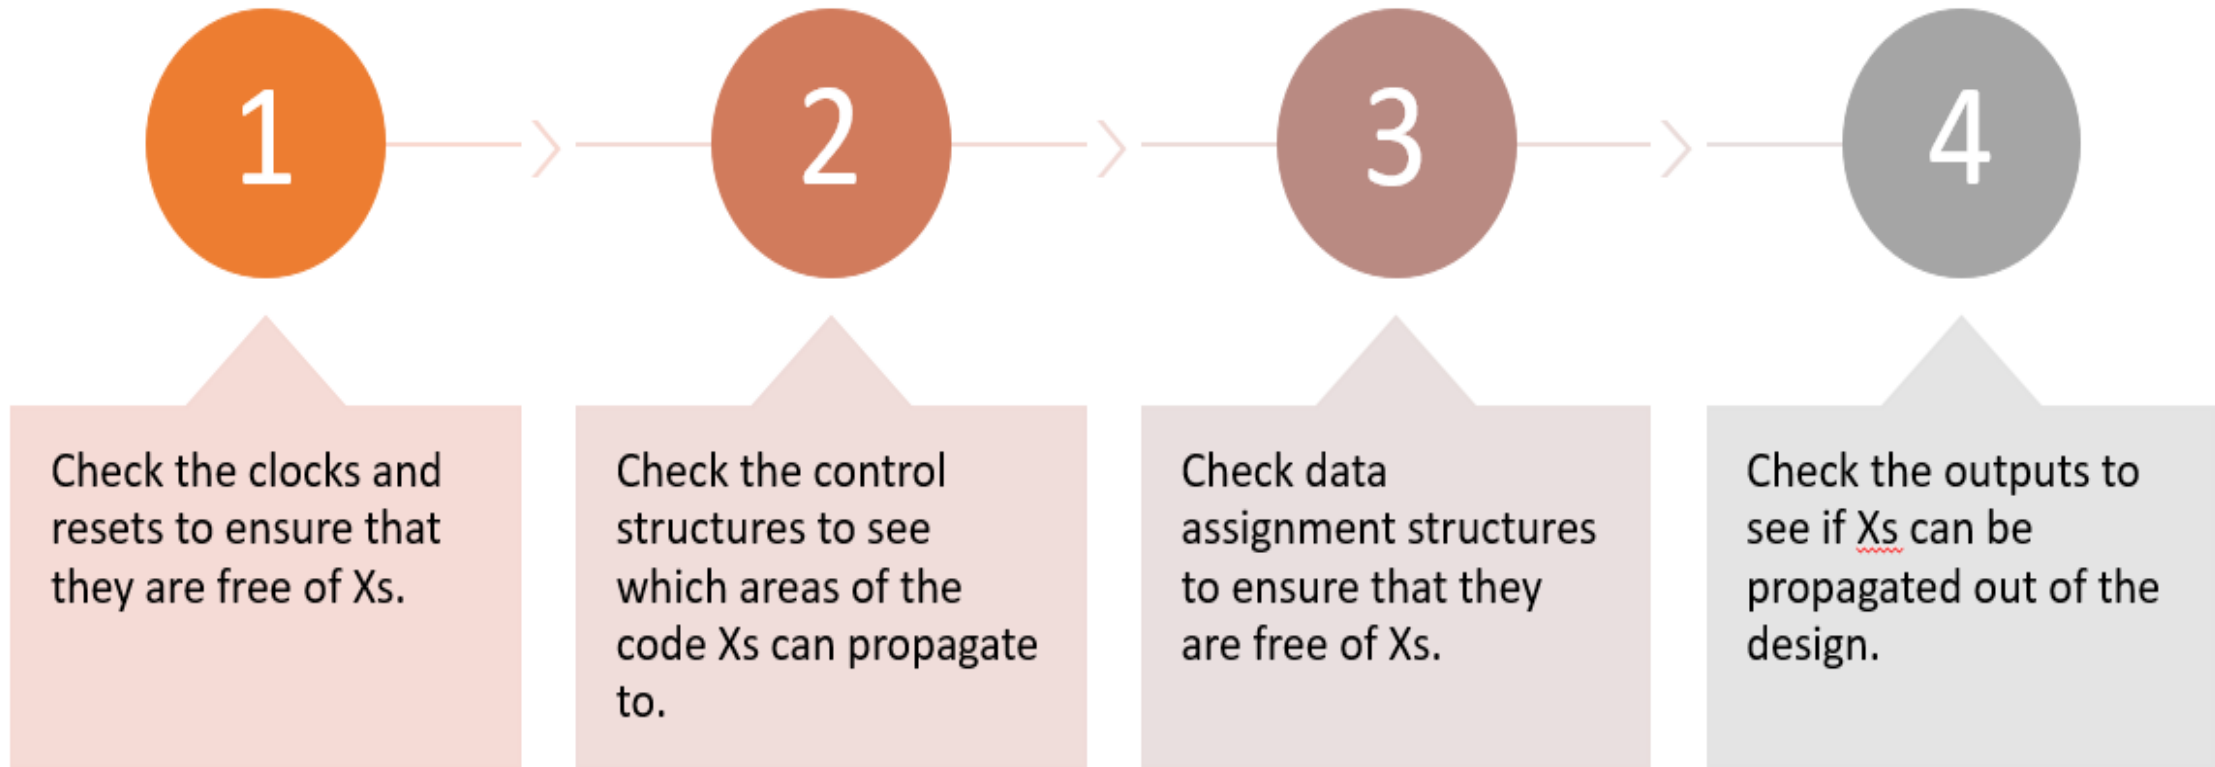 1
2
3
4
Check the clocks and
resets to ensure that
they are free of Xs.
Check the control
structures to see
which areas of the
code Xs can propagate
to.
Check data
assignment structures
to ensure that they
are free of Xs.
Check the outputs to
see if Xs can be
propagated out of the
design.